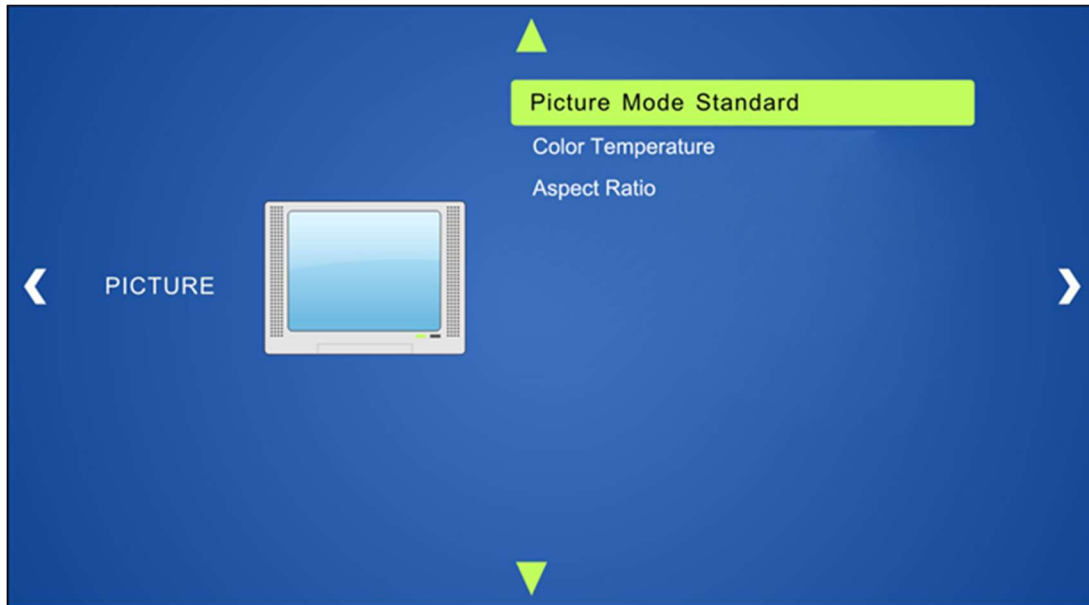 Picture Mode Standard
Color Temperature
Aspect Ratio
PICTURE